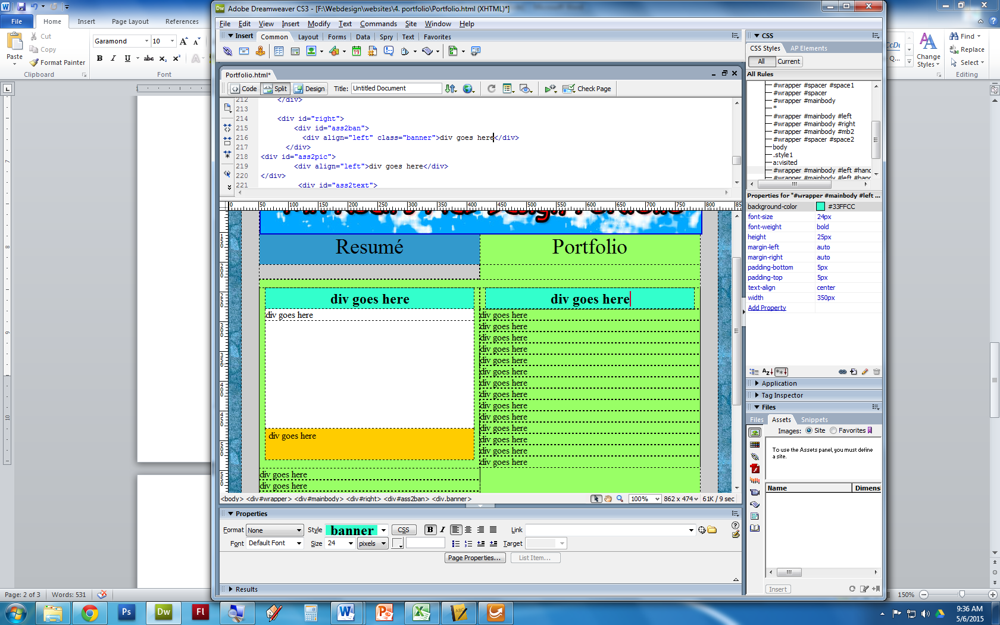 Adobe Dreamweaver CS3 - [F:\Webdesign\websites\4. portfolio\Portfolio.html (XHTML)*]
File Home Insert Page Layout References
Cut
Copy
Format Painter
Paste
Clipboard
Garamond 10
Font
File Edit View Insert Modify Text Commands Site Window Help
Insert Common Layout Forms Data Spry Text Favorites
Portfolio.html*
Code Split Design Title: Untitled Document Check Page
212 </div>
213
214 <div id="right">
215 <div id="ass2ban">
216 <div align="left" class="banner">div goes here</div>
217 </div>
218 <div id="ass2pic">
219 <div align="left">div goes here</div>
220 </div>
221 <div id="ass2text">
0 50 100 150 200 250 300 350 400 450 500 550 600 650 700 750 800 85
Resumé Portfolio
div goes here div goes here
div goes here div goes here
div goes here
div goes here
div goes here
div goes here
div goes here
div goes here
div goes here
div goes here
div goes here
div goes here
div goes here div goes here
div goes here
div goes here
div goes here
div goes here
<body> <div#wrapper> <div#mainbody> <div#right> <div#ass2ban> <div.banner>
100% 862 x 474 61K / 9 sec
Properties
Format None Style banner CSS B I Link
Font Default Font Size 24 pixels Target
Page Properties... List Item...
Results
CSS
CSS Styles AP Elements
All Current
All Rules
#wrapper #spacer #space1
#wrapper #spacer
#wrapper #mainbody
*
#wrapper #mainbody #left
#wrapper #mainbody #right
#wrapper #mainbody #mb2
#wrapper #spacer #space2
body
.style1
a:visited
#wrapper #mainbody #left #hand
#wrapper #mainbody #left #hand
Properties for "#wrapper #mainbody #left ...
background-color #33FFCC
font-size 24px
font-weight bold
height 25px
margin-left auto
margin-right auto
padding-bottom 5px
padding-top 5px
text-align center
width 350px
Add Property
Application
Tag Inspector
Files
Files Assets Snippets
Images: Site Favorites
To use the Assets panel, you must define
a site.
Name Dimens
Insert
Find
Replace
Select
Change
Styles
Editing
Page: 2 of 3 Words: 531
150%
Ps Dw Fl
9:36 AM
5/6/2015